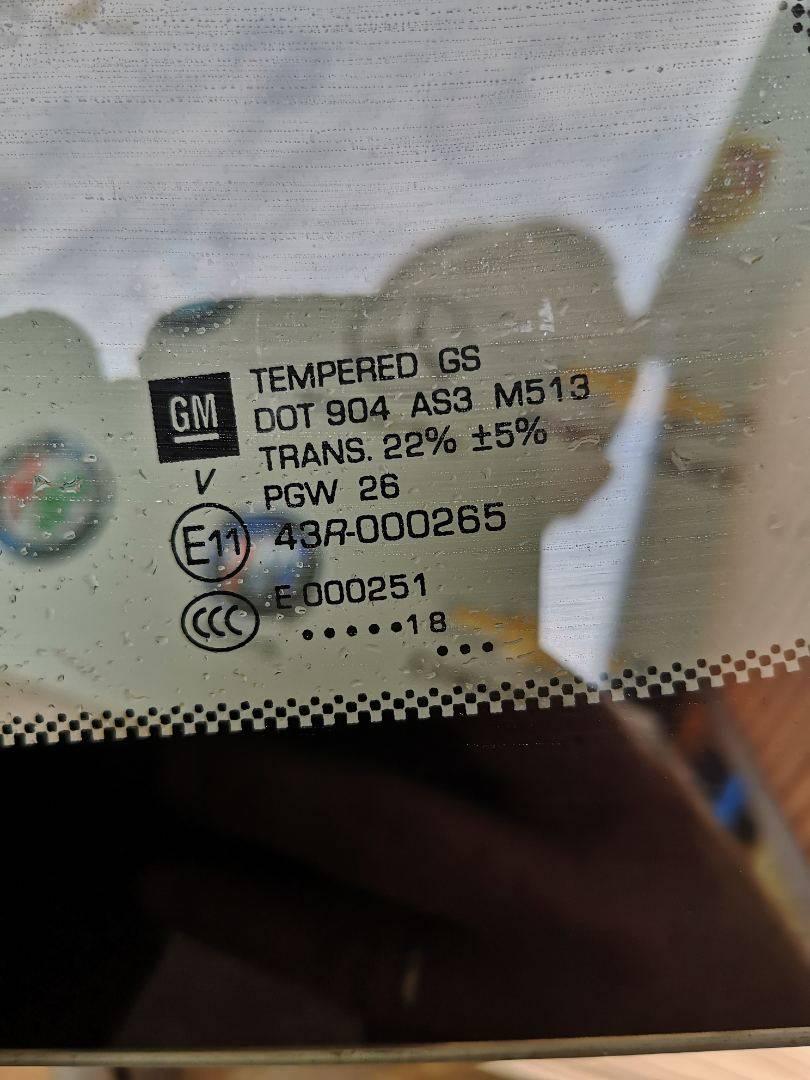 GM
TEMPERED GS
DOT 904 AS3 M513
TRANS. 22% ±5%
V
PGW 26
E11 43R-000265
CCC E 000251
•••••18
•••